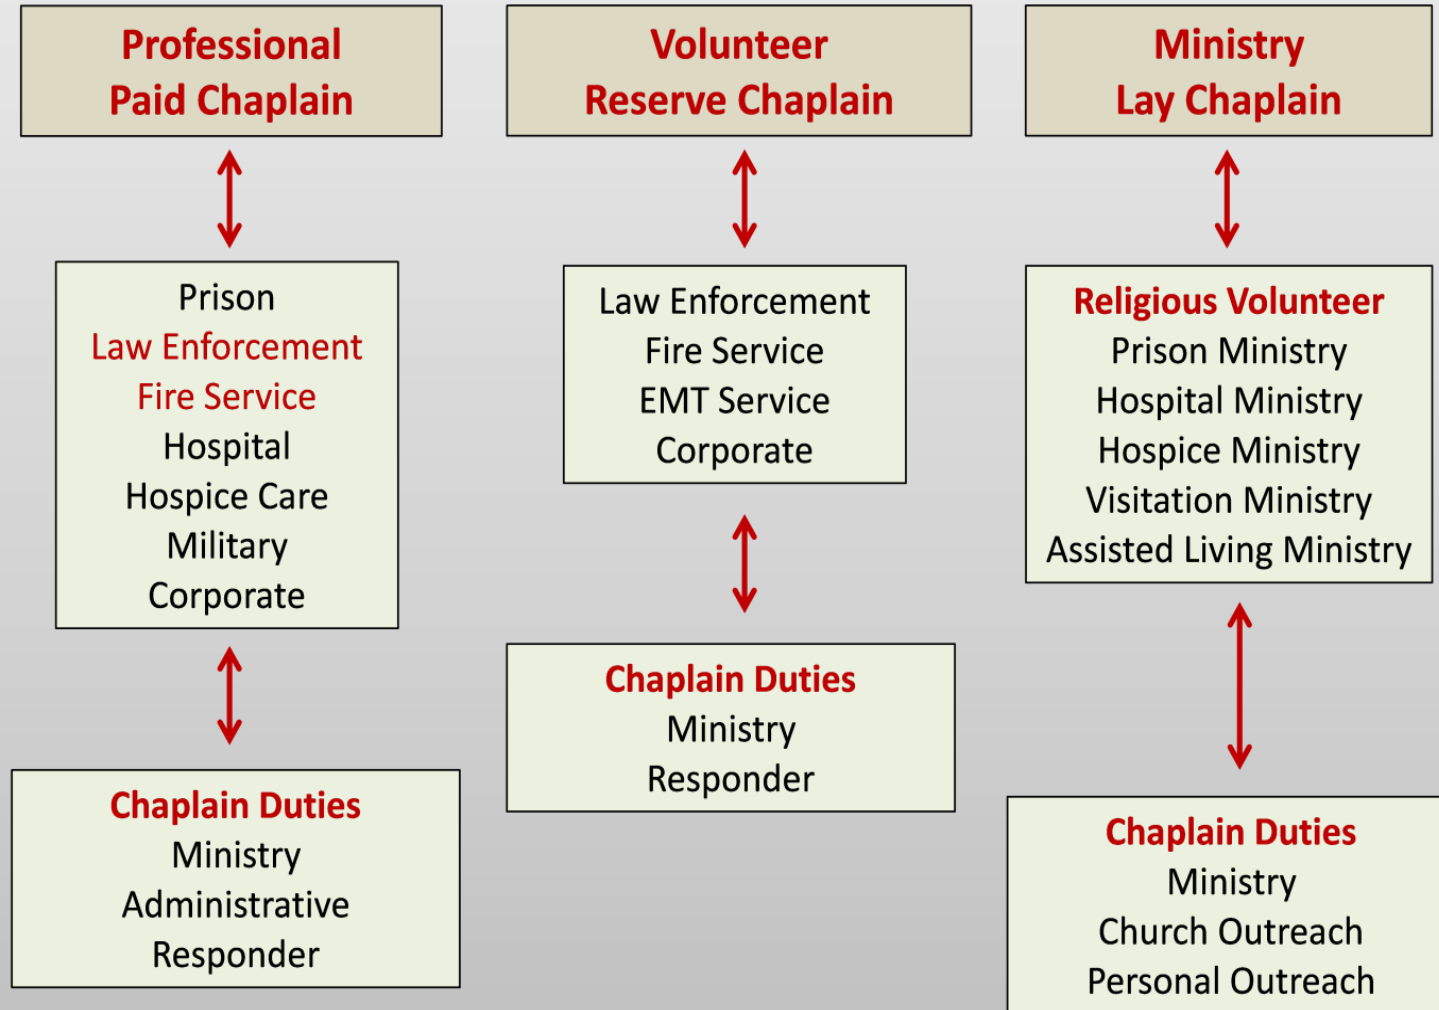 Professional
Paid Chaplain
Prison
Law Enforcement
Fire Service
Hospital
Hospice Care
Military
Corporate
Chaplain Duties
Ministry
Administrative
Responder
Volunteer
Reserve Chaplain
Law Enforcement
Fire Service
EMT Service
Corporate
Chaplain Duties
Ministry
Responder
Ministry
Lay Chaplain
Religious Volunteer
Prison Ministry
Hospital Ministry
Hospice Ministry
Visitation Ministry
Assisted Living Ministry
Chaplain Duties
Ministry
Church Outreach
Personal Outreach